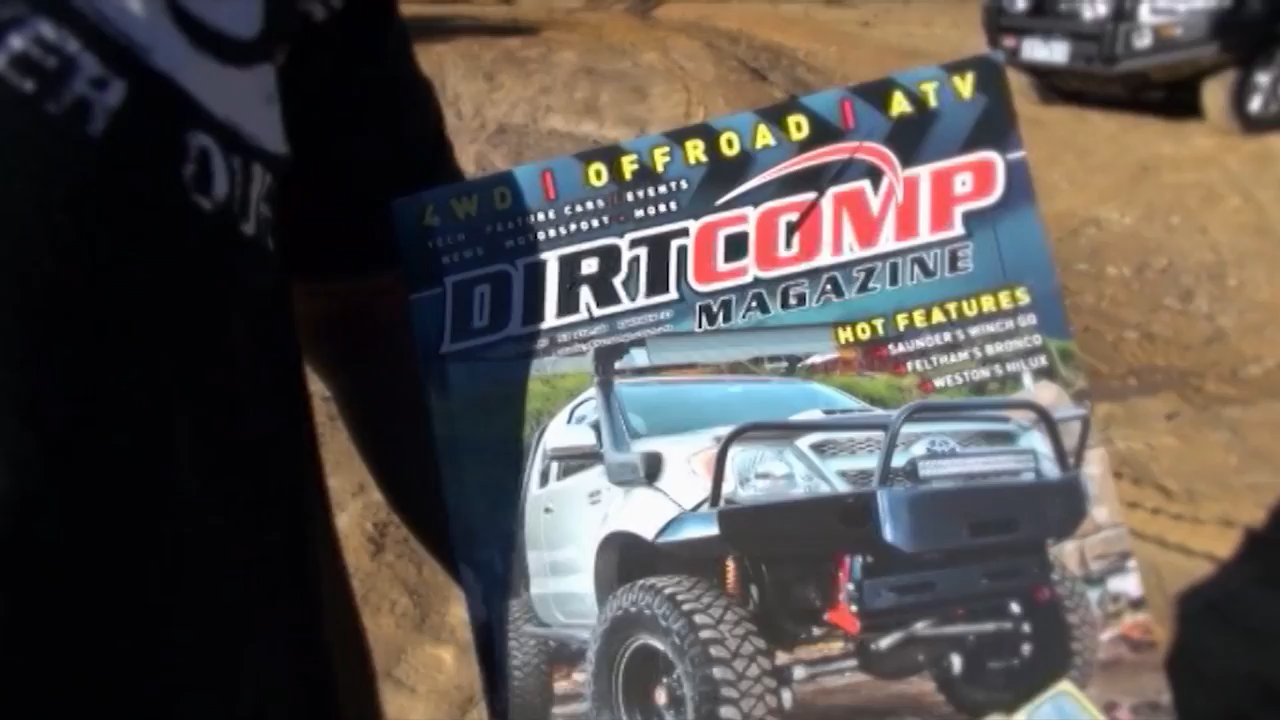 4WD | OFFROAD | ATV
TECH FEATURE CARS | EVENTS
NEWS MOTORSPORT - MORE
DIRTCOMP
MAGAZINE
HOT FEATURES
SAUNDER'S WINCH GQ
FELTHAM'S BRONCO
WESTON'S HILUX